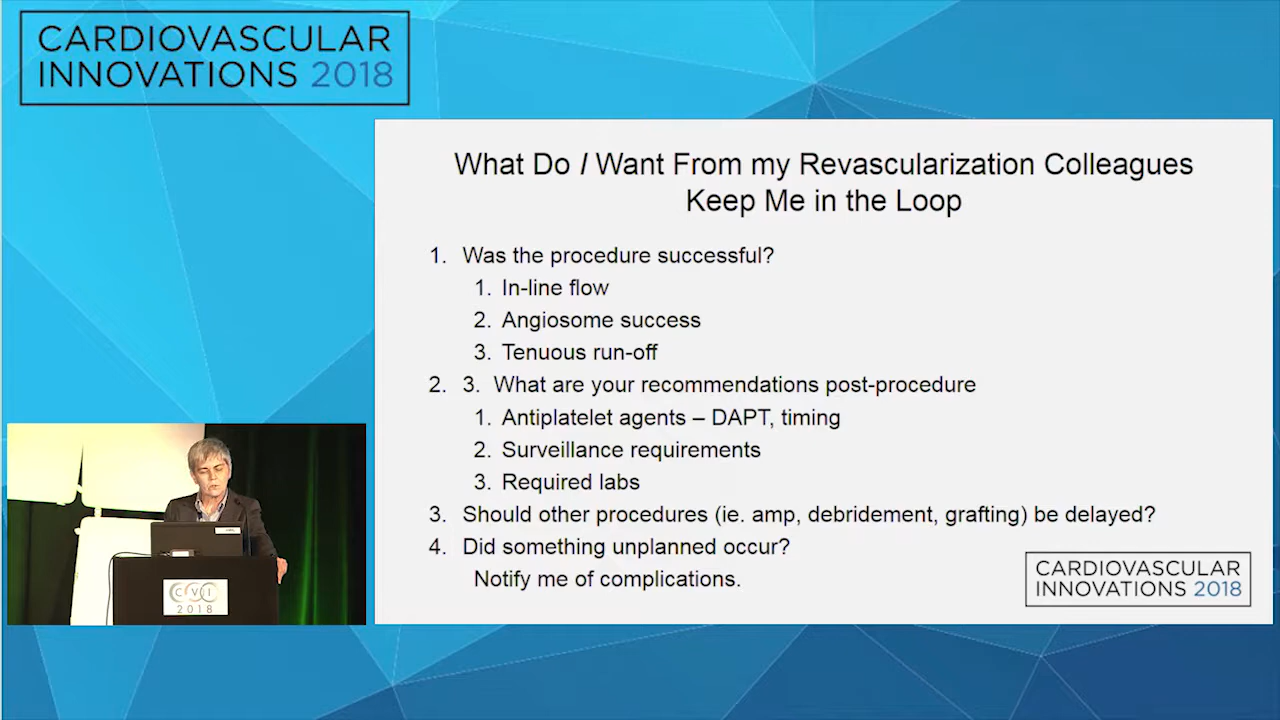 CARDIOVASCULAR
INNOVATIONS 2018
What Do I Want From my Revascularization Colleagues
Keep Me in the Loop
1. Was the procedure successful?
1. In-line flow
2. Angiosome success
3. Tenuous run-off
2. 3. What are your recommendations post-procedure
1. Antiplatelet agents – DAPT, timing
2. Surveillance requirements
3. Required labs
3. Should other procedures (ie. amp, debridement, grafting) be delayed?
4. Did something unplanned occur?
Notify me of complications.
CARDIOVASCULAR
INNOVATIONS 2018
CVI
2018